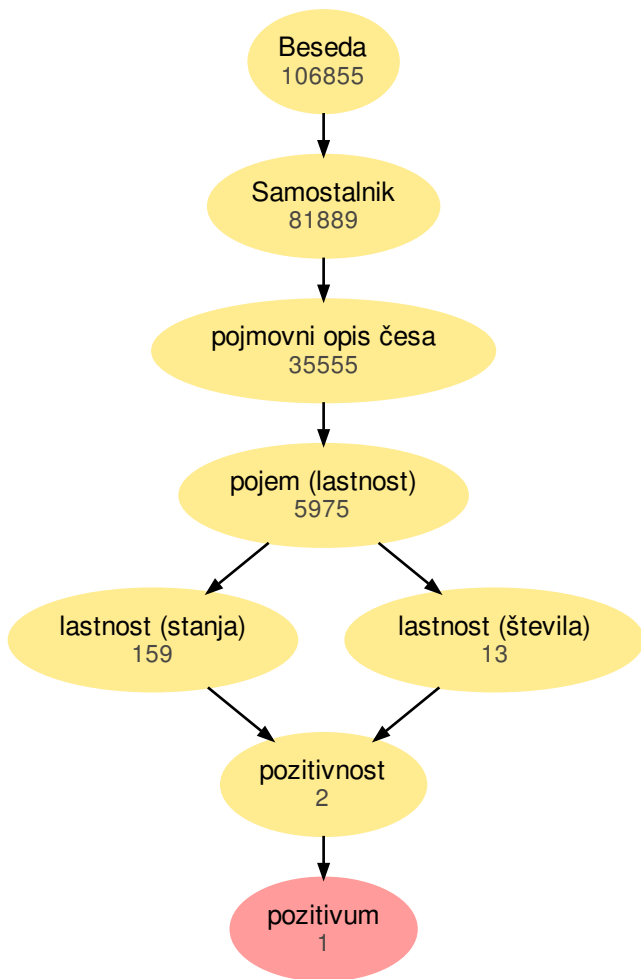 Beseda
106855
Samostalnik
81889
pojmovni opis česa
35555
pojem (lastnost)
5975
lastnost (stanja)
159
lastnost (števila)
13
pozitivnost
2
pozitivum
1